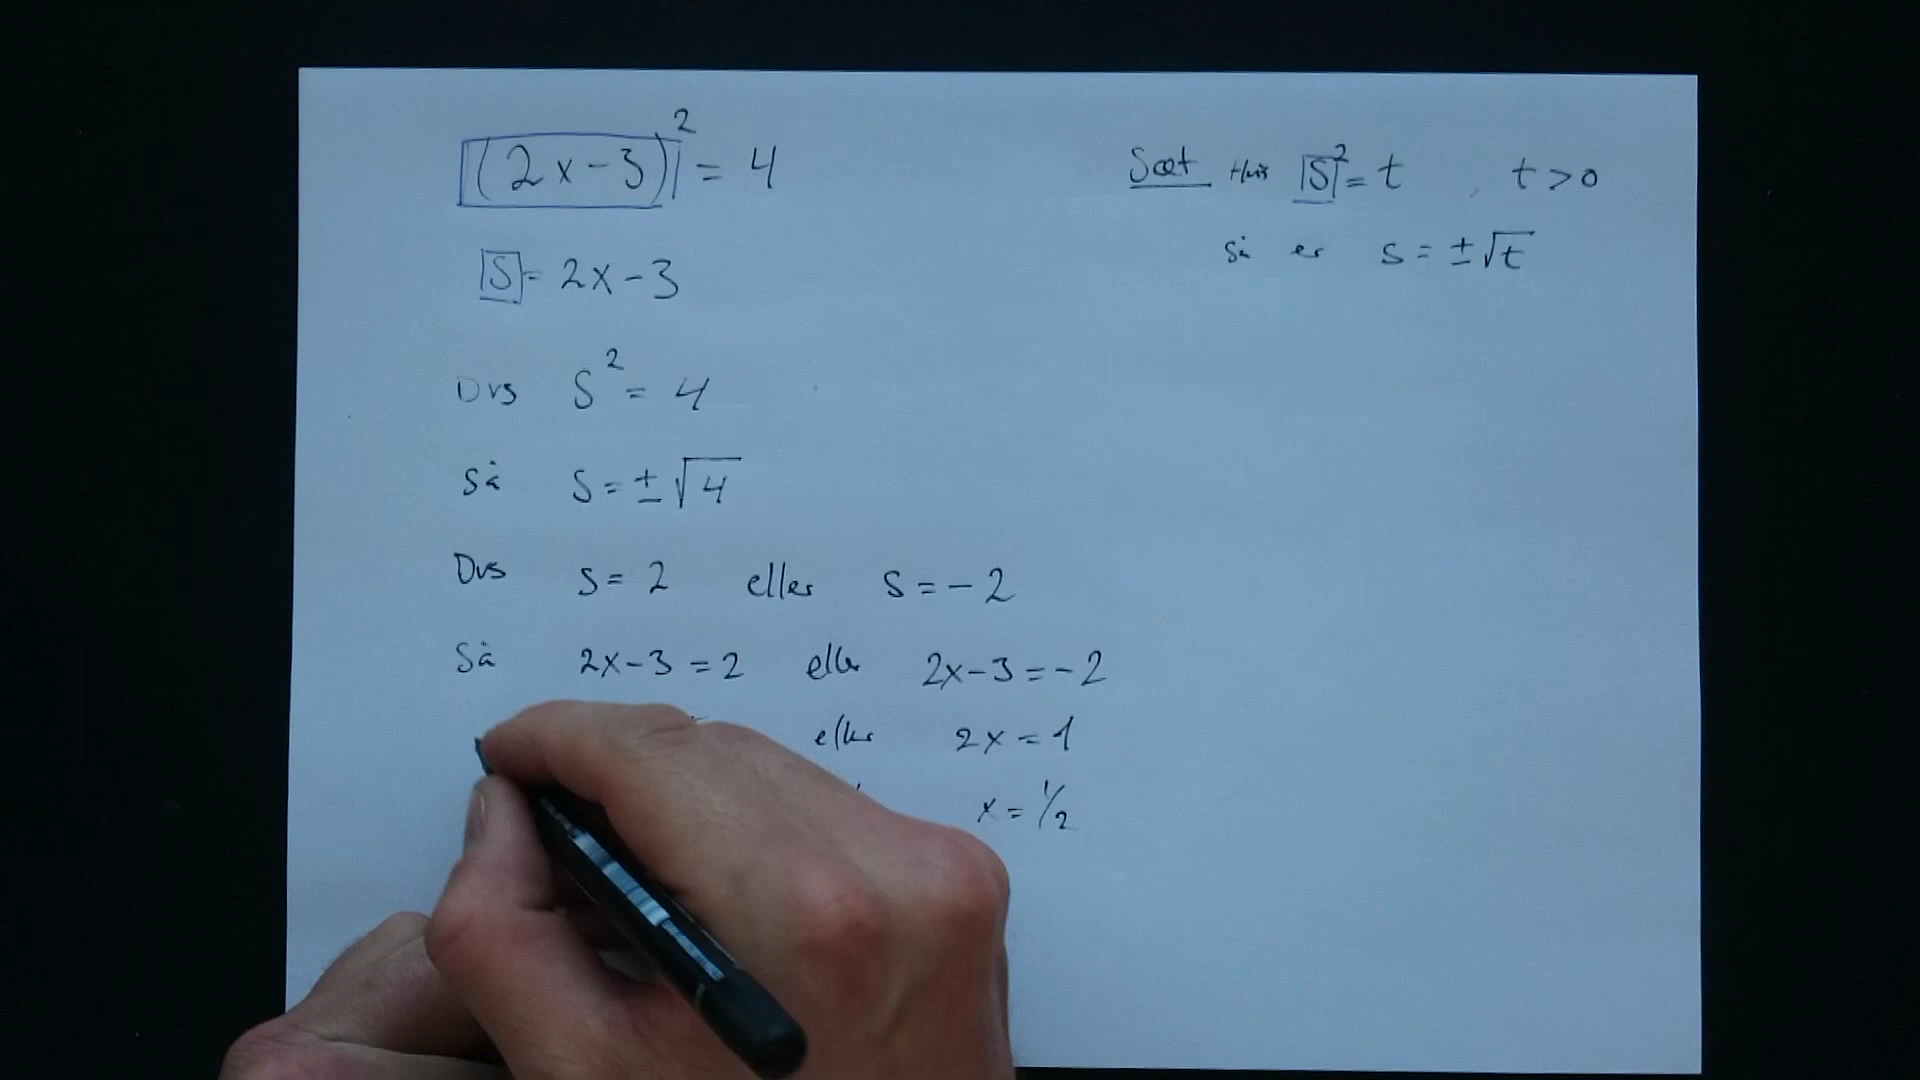 (2x-3)² = 4
S = 2x-3
Dvs S² = 4
Så S = ±√4
Dvs S = 2 eller S = -2
Så 2x-3 = 2 eller 2x-3 = -2
eller 2x = 1
x = 1/2
Sæt Hvis S² = t , t>0
så er S = ±√t